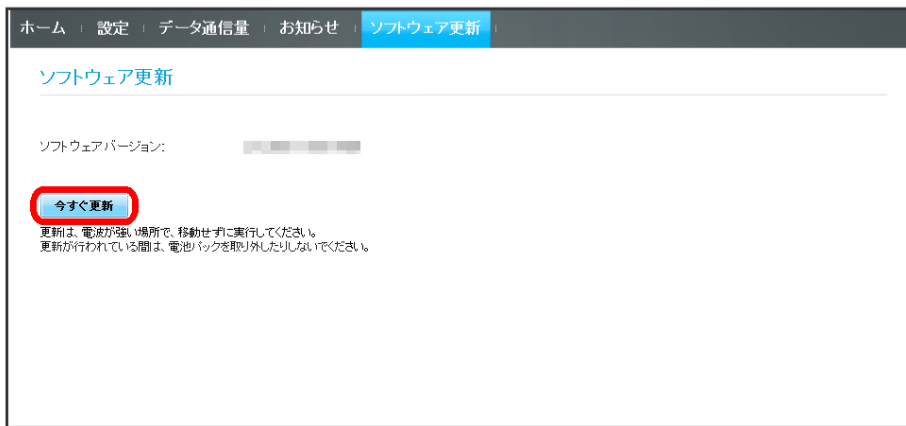 ホーム 設定 データ通信量 お知らせ ソフトウェア更新
ソフトウェア更新
ソフトウェアバージョン:
今すぐ更新
更新は、電波が強い場所で、移動せずに実行してください。
更新が行われている間は、電池パックを取り外したりしないでください。